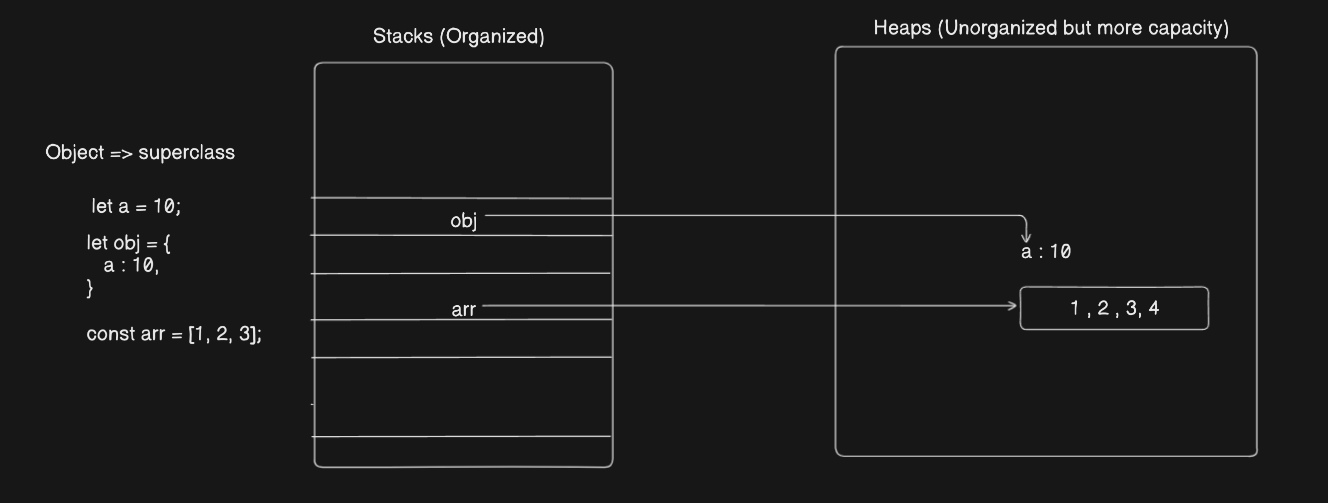 Stacks (Organized)
Heaps (Unorganized but more capacity)
Object => superclass
let a = 10;
let obj = {
a : 10,
}
const arr = [1, 2, 3];
obj
arr
a : 10
1 , 2 , 3, 4